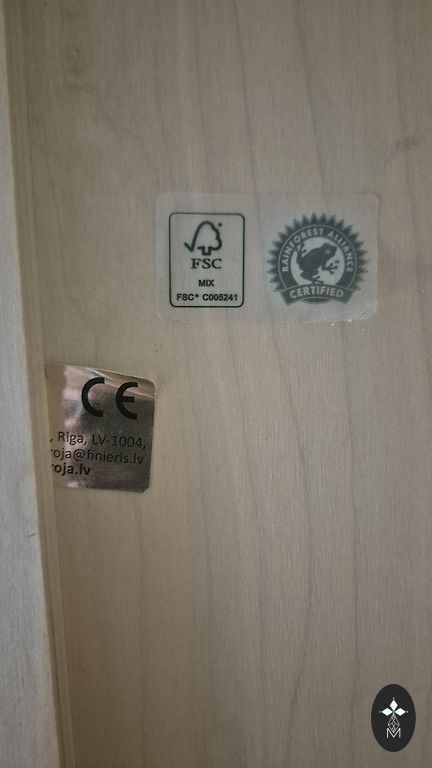 FSC
MIX
FSC® C005241
RAINFOREST ALLIANCE
CERTIFIED
CE
, Riga, LV-1004,
roja@finieris.lv
roja.lv
M